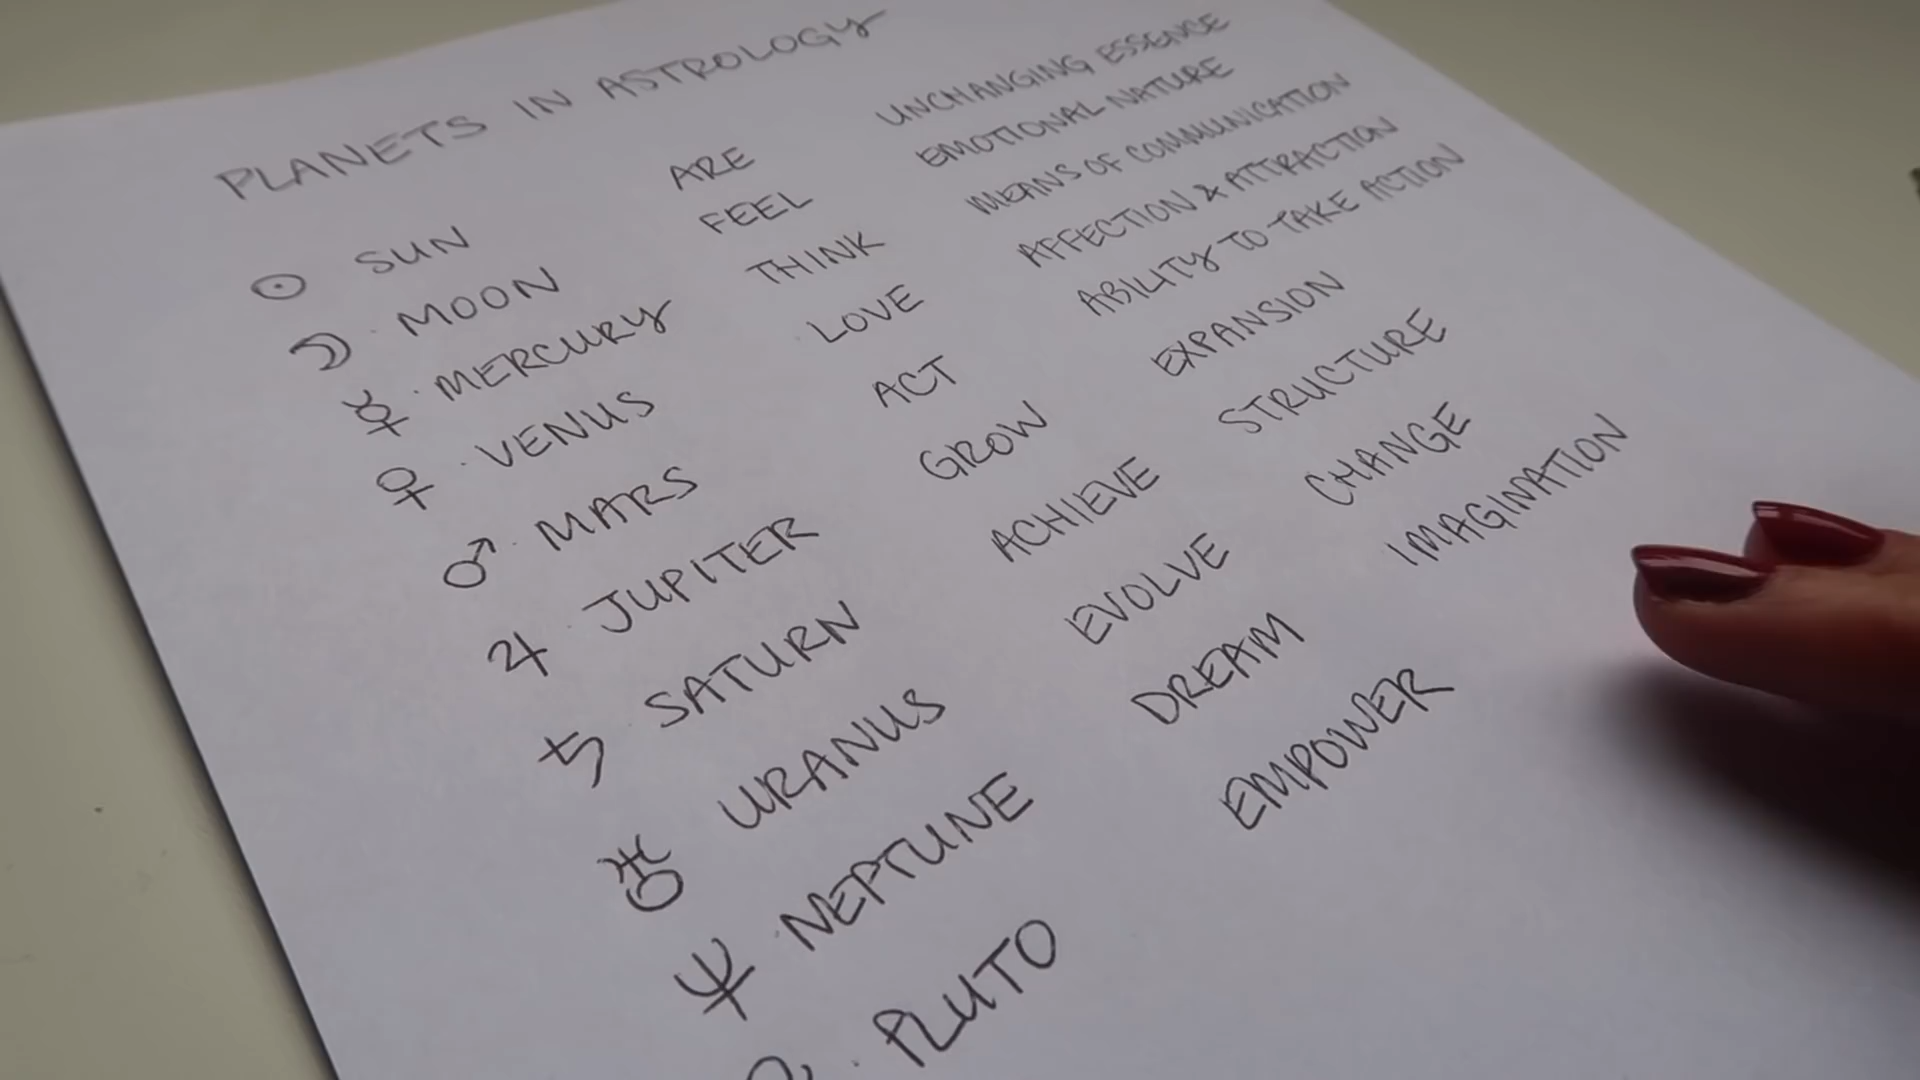 PLANETS IN ASTROLOGY
☉ SUN ARE UNCHANGING ESSENCE
☽ MOON FEEL EMOTIONAL NATURE
☿ MERCURY THINK MEANS OF COMMUNICATION
♀ VENUS LOVE AFFECTION & ATTRACTION
♂ MARS ACT ABILITY TO TAKE ACTION
♃ JUPITER GROW EXPANSION
♄ SATURN ACHIEVE STRUCTURE
♅ URANUS EVOLVE CHANGE
♆ NEPTUNE DREAM IMAGINATION
PLUTO EMPOWER